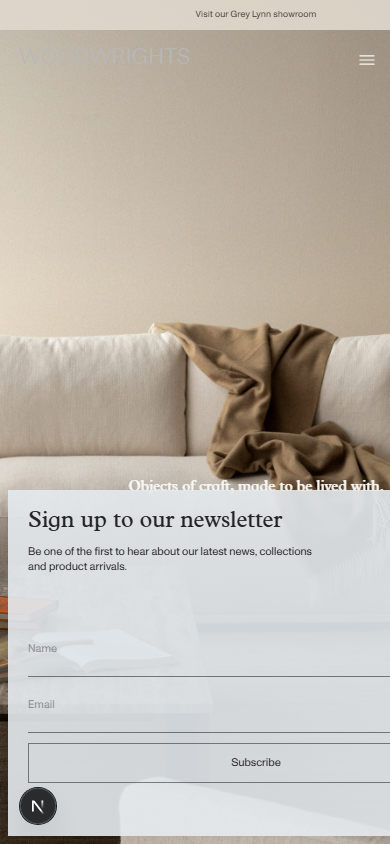 Visit our Grey Lynn showroom
WOODWRIGHTS
Objects of craft, made to be lived with.
Sign up to our newsletter
Be one of the first to hear about our latest news, collections
and product arrivals.
Name
Email
Subscribe
N